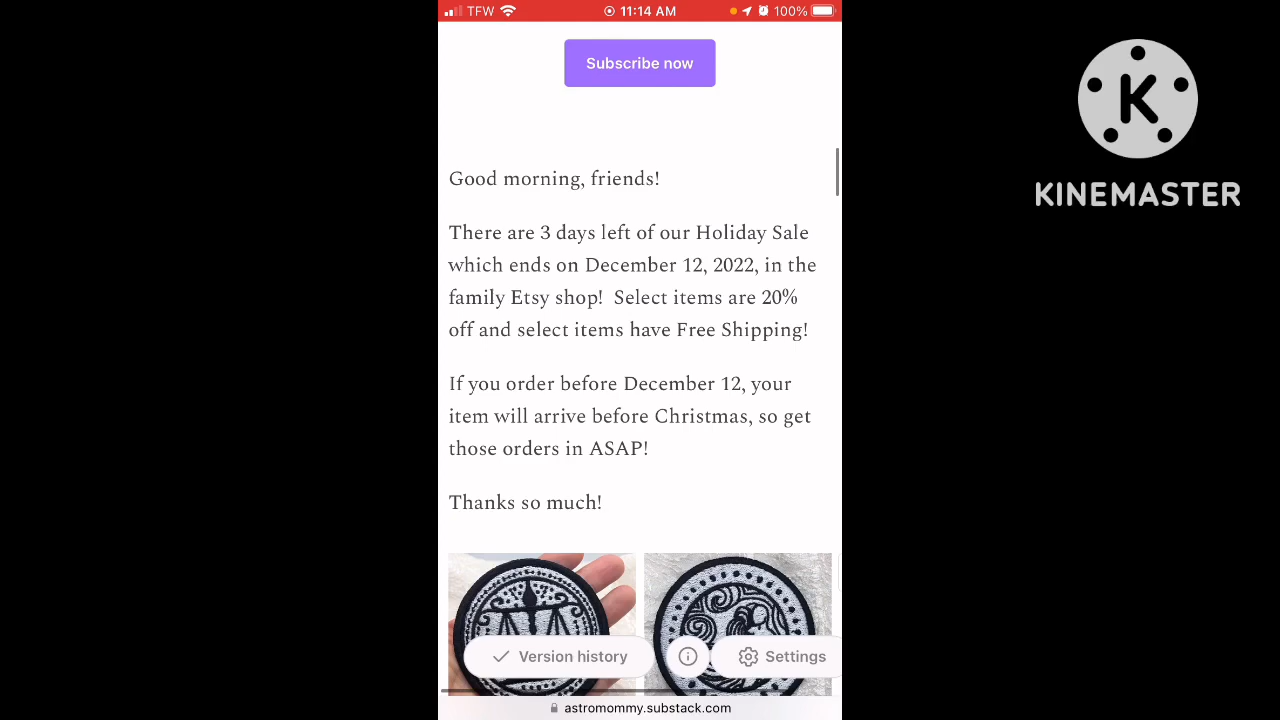 TFW 11:14 AM 100%
Subscribe now
K
KINEMASTER
Good morning, friends!
There are 3 days left of our Holiday Sale
which ends on December 12, 2022, in the
family Etsy shop!  Select items are 20%
off and select items have Free Shipping!
If you order before December 12, your
item will arrive before Christmas, so get
those orders in ASAP!
Thanks so much!
Version history
Settings
astromommy.substack.com